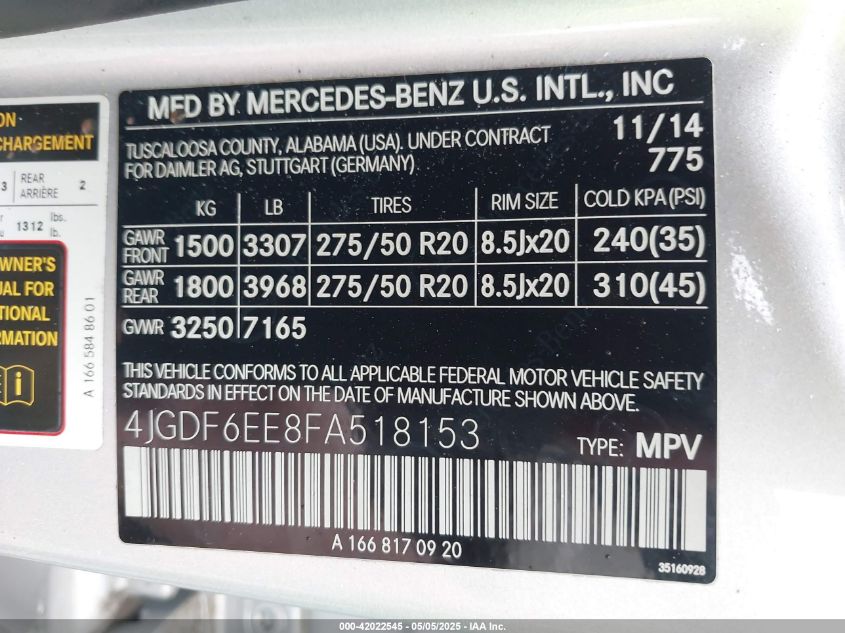 ON
CHARGEMENT
3 REAR ARRIÈRE 2
1312 lbs. lb.
OWNER'S
FOR
MATION
A 166 584 86 01
MFD BY MERCEDES-BENZ U.S. INTL., INC
TUSCALOOSA COUNTY, ALABAMA (USA). UNDER CONTRACT
FOR DAIMLER AG, STUTTGART (GERMANY)
11/14
775
KG LB TIRES RIM SIZE COLD KPA (PSI)
GAWR FRONT 1500 3307 275/50 R20 8.5Jx20 240(35)
GAWR REAR 1800 3968 275/50 R20 8.5Jx20 310(45)
GVWR 3250 7165
THIS VEHICLE CONFORMS TO ALL APPLICABLE FEDERAL MOTOR VEHICLE SAFETY
STANDARDS IN EFFECT ON THE DATE OF MANUFACTURE SHOWN ABOVE.
4JGDF6EE8FA518153 TYPE: MPV
A 166 817 09 20
35160928
000-42022545 - 05/05/2025 - IAA Inc.